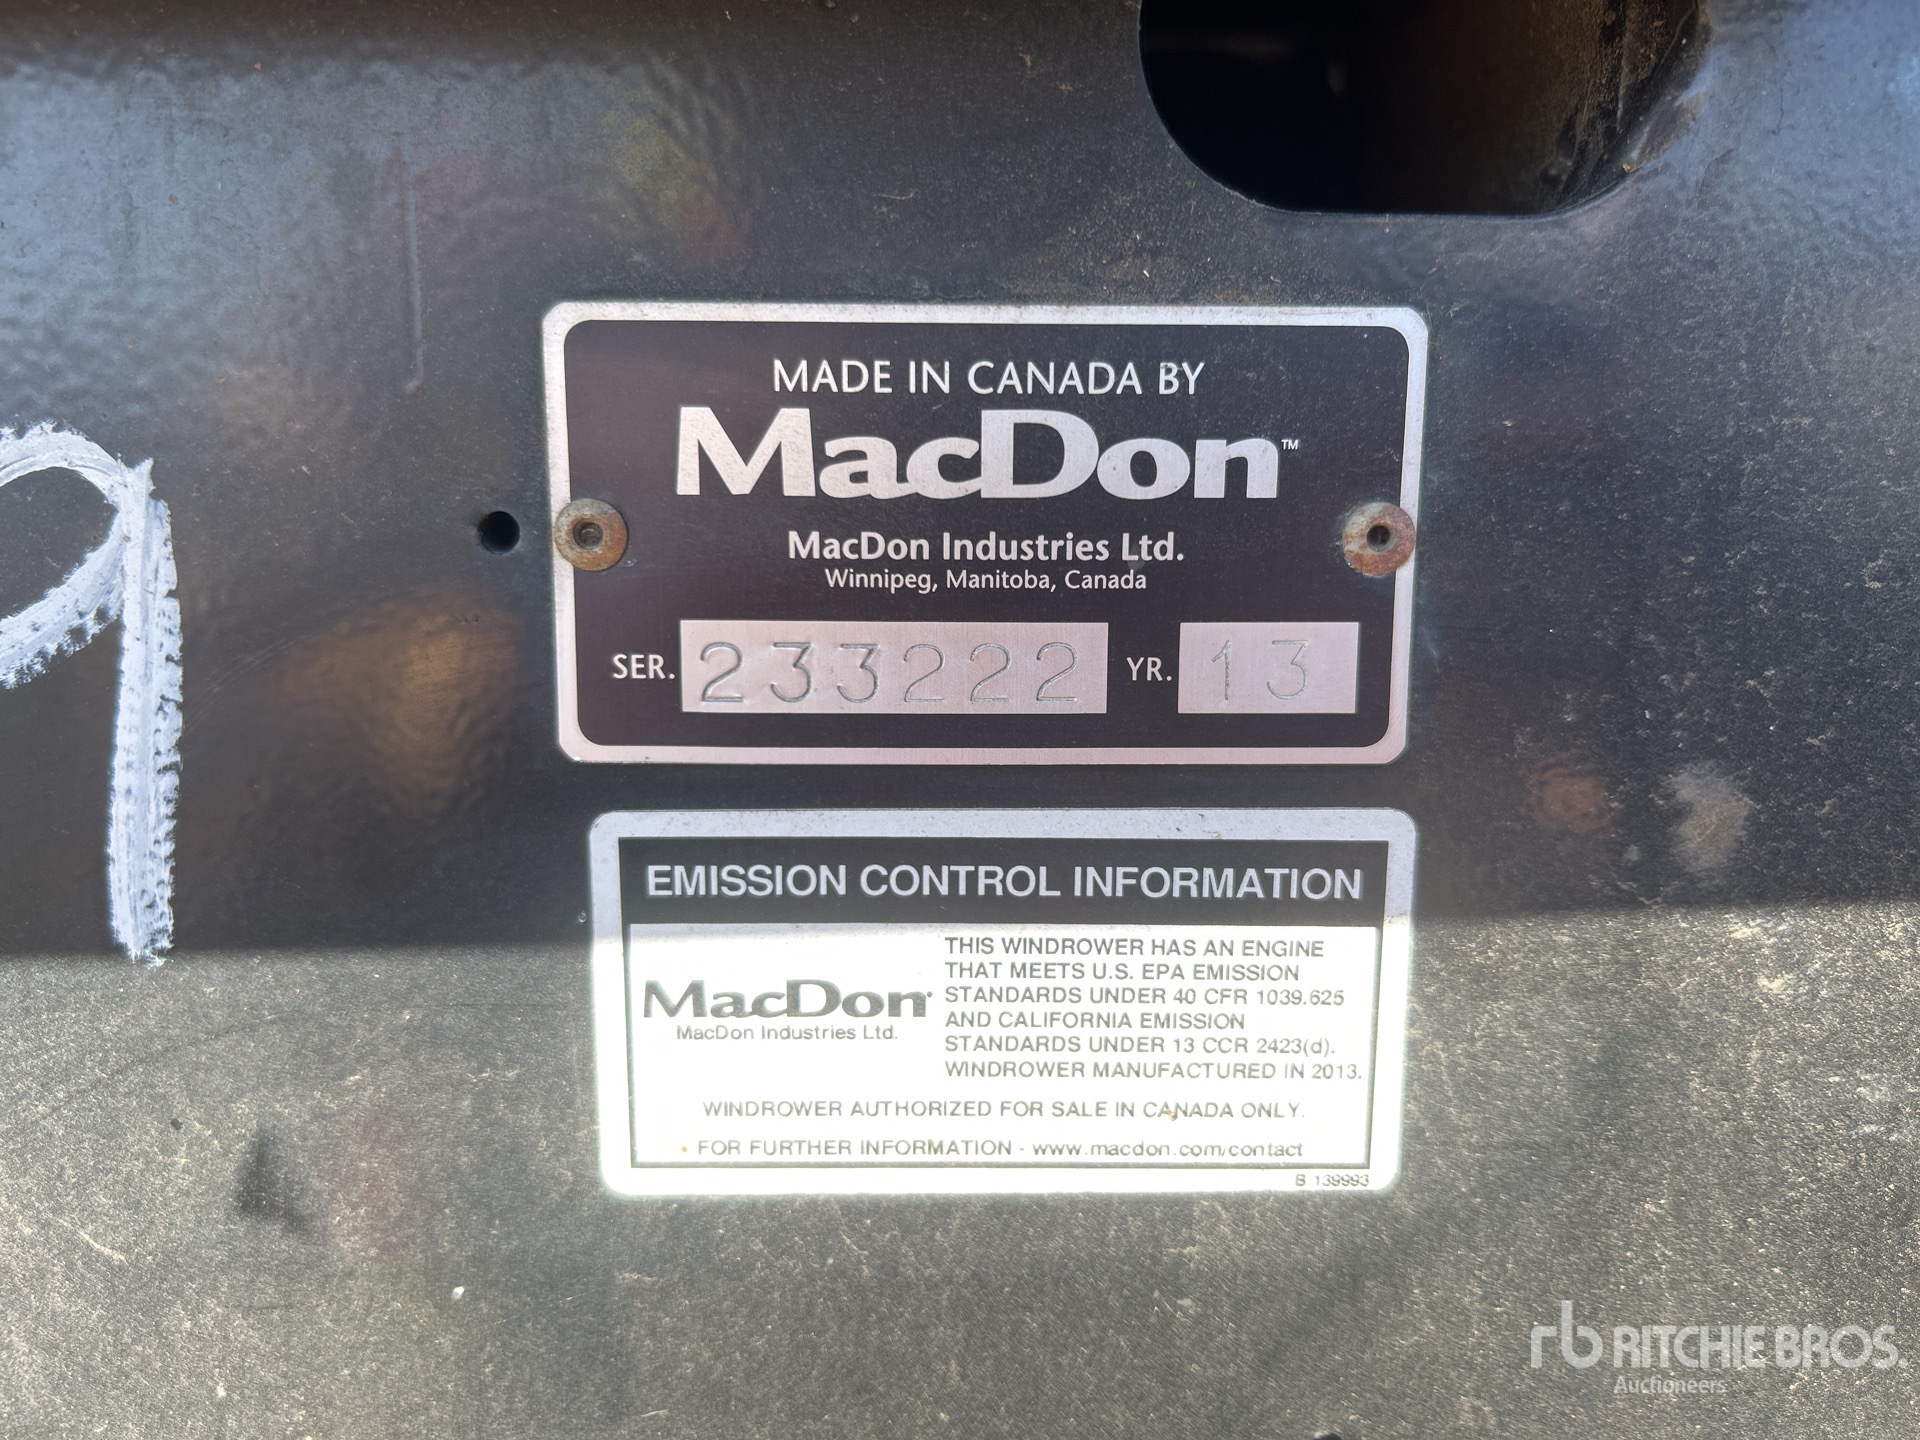 MADE IN CANADA BY
MacDon™
MacDon Industries Ltd.
Winnipeg, Manitoba, Canada
SER. 233222 YR. 13
9
EMISSION CONTROL INFORMATION
MacDon
MacDon Industries Ltd.
THIS WINDROWER HAS AN ENGINE
THAT MEETS U.S. EPA EMISSION
STANDARDS UNDER 40 CFR 1039.625
AND CALIFORNIA EMISSION
STANDARDS UNDER 13 CCR 2423(d).
WINDROWER MANUFACTURED IN 2013.
WINDROWER AUTHORIZED FOR SALE IN CANADA ONLY.
FOR FURTHER INFORMATION - www.macdon.com/contact
B 139993
rb RITCHIE BROS.
Auctioneers